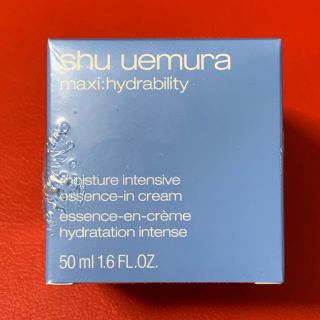 shu uemura
maxi:hydrability
moisture intensive
essence-in cream
essence-en-crème
hydratation intense
50 ml 1.6 FL.OZ.